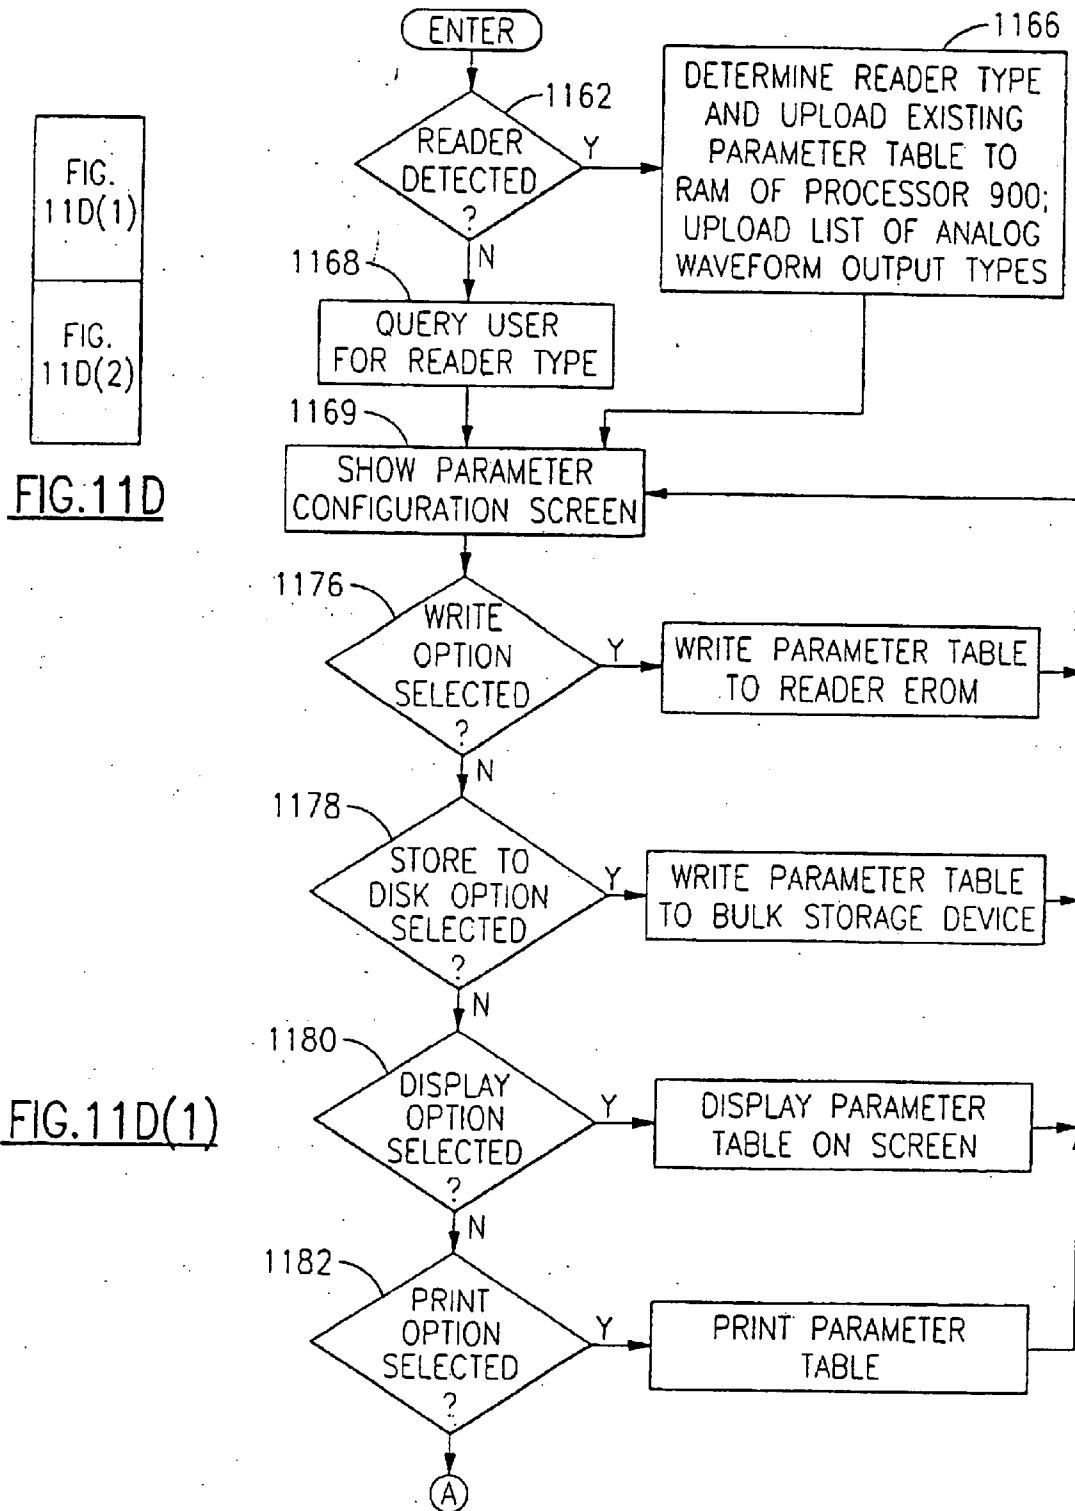 ENTER
1162
READER
DETECTED
?
Y
N
1166
DETERMINE READER TYPE
AND UPLOAD EXISTING
PARAMETER TABLE TO
RAM OF PROCESSOR 900;
UPLOAD LIST OF ANALOG
WAVEFORM OUTPUT TYPES
FIG.
11D(1)
FIG.
11D(2)
FIG.11D
1168
QUERY USER
FOR READER TYPE
1169
SHOW PARAMETER
CONFIGURATION SCREEN
1176
WRITE
OPTION
SELECTED
?
Y
N
WRITE PARAMETER TABLE
TO READER EROM
1178
STORE TO
DISK OPTION
SELECTED
?
Y
N
WRITE PARAMETER TABLE
TO BULK STORAGE DEVICE
1180
DISPLAY
OPTION
SELECTED
?
Y
N
DISPLAY PARAMETER
TABLE ON SCREEN
FIG.11D(1)
1182
PRINT
OPTION
SELECTED
?
Y
PRINT PARAMETER
TABLE
A